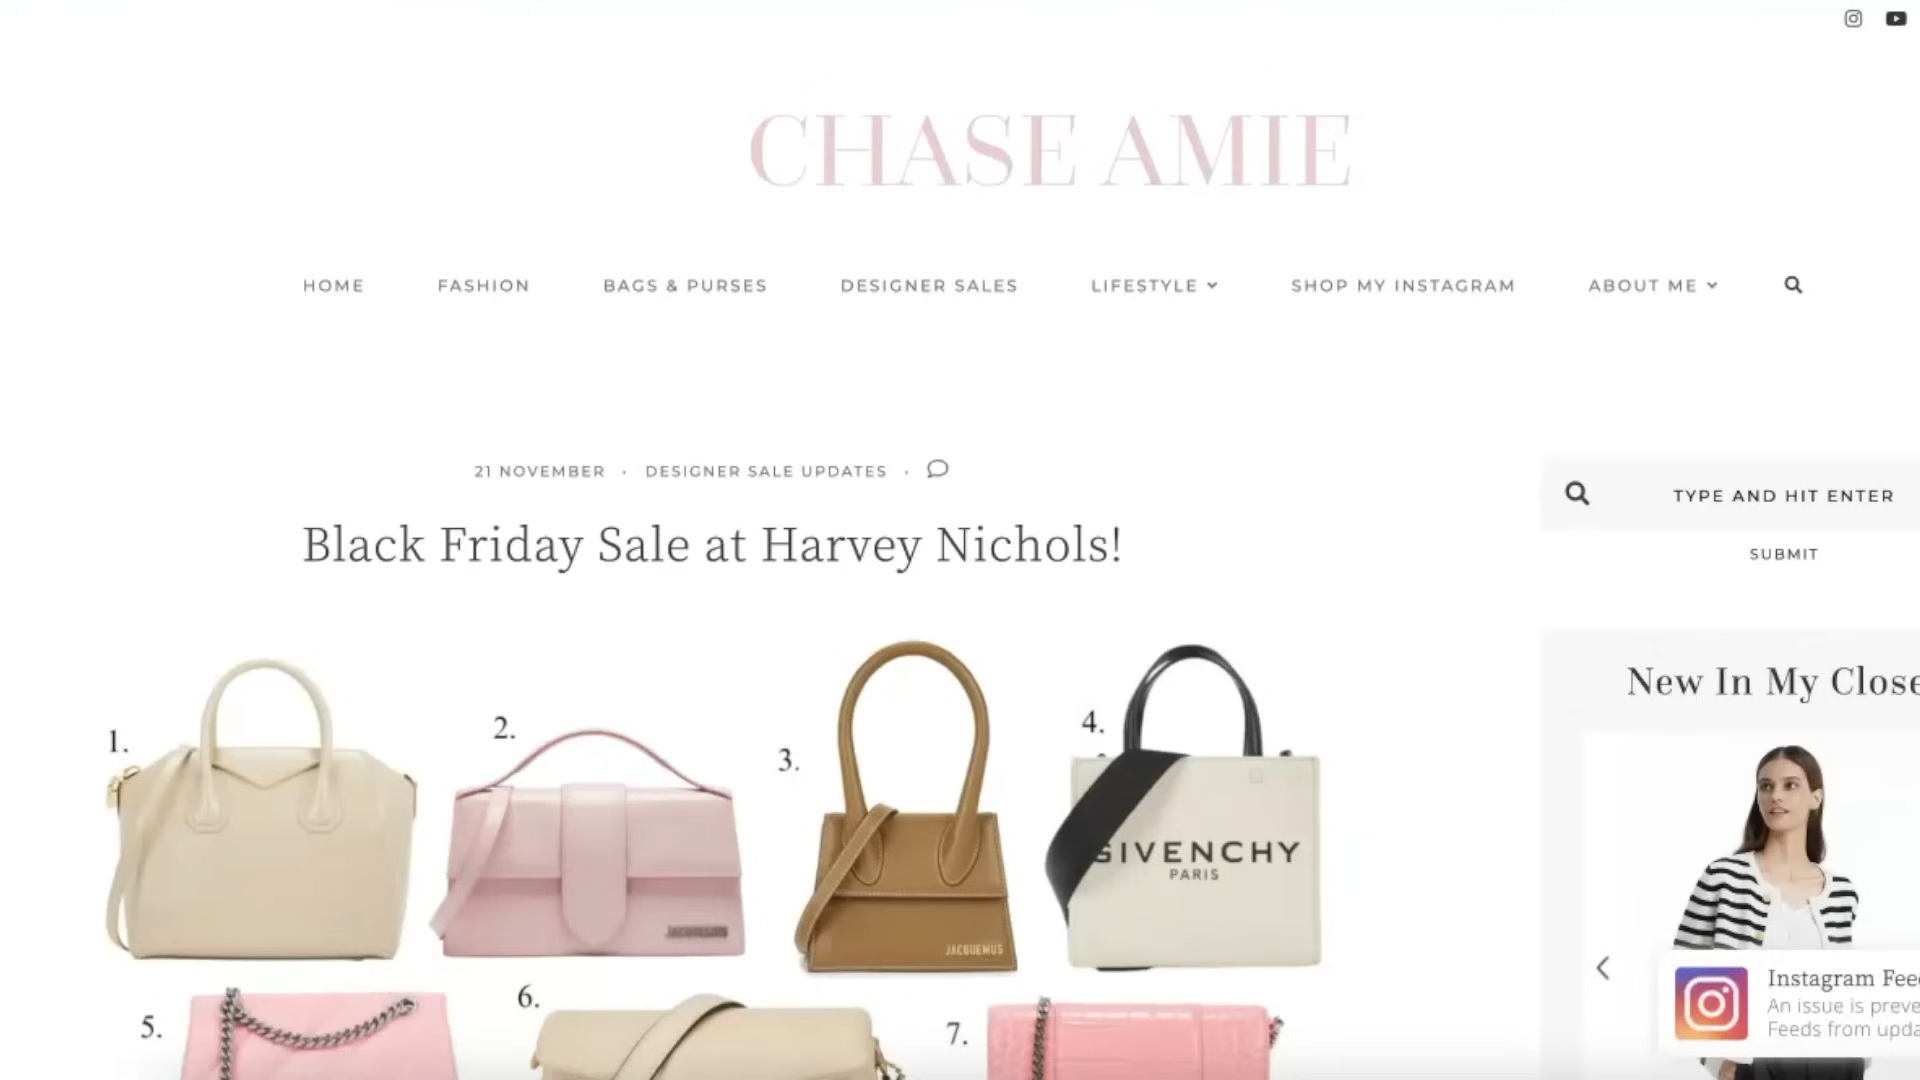 CHASE AMIE
HOME FASHION BAGS & PURSES DESIGNER SALES LIFESTYLE SHOP MY INSTAGRAM ABOUT ME
21 NOVEMBER · DESIGNER SALE UPDATES ·
TYPE AND HIT ENTER
SUBMIT
Black Friday Sale at Harvey Nichols!
New In My Close
1.
2.
3.
4.
GIVENCHY
PARIS
JACQUEMUS
JACQUEMUS
5.
6.
7.
Instagram Fee
An issue is preve
Feeds from upda